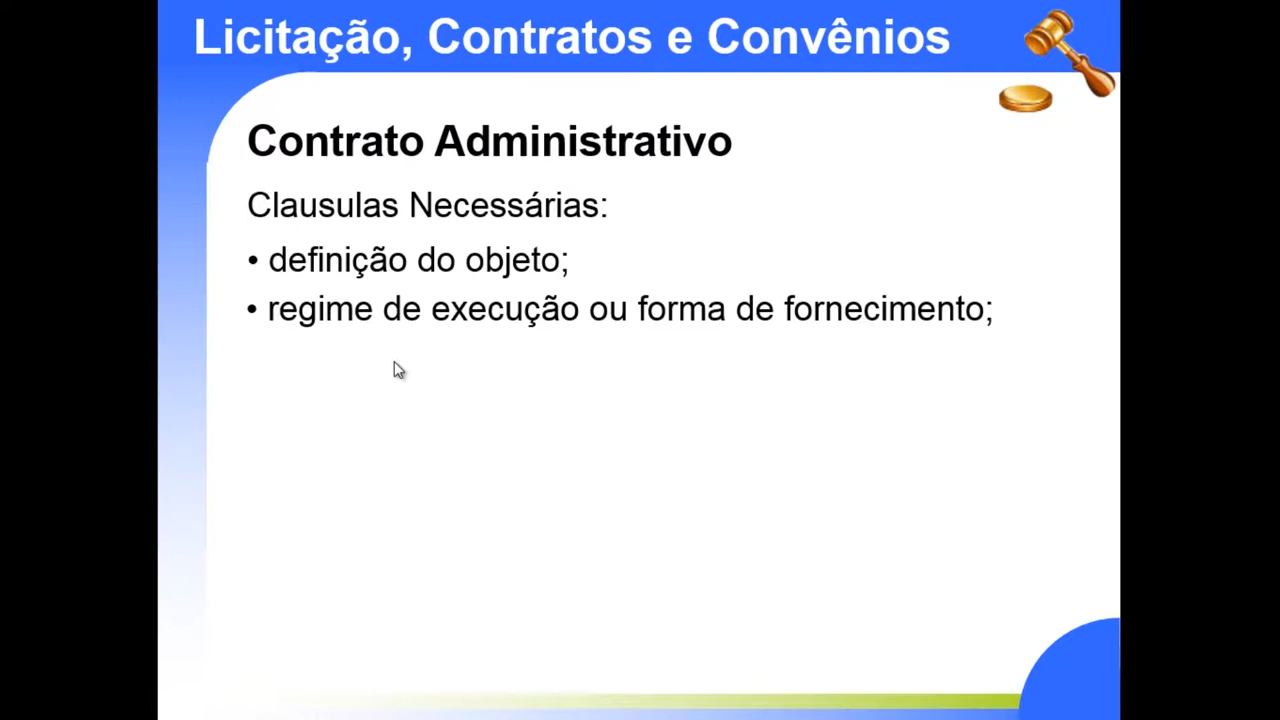 Licitação, Contratos e Convênios
Contrato Administrativo
Clausulas Necessárias:
• definição do objeto;
• regime de execução ou forma de fornecimento;